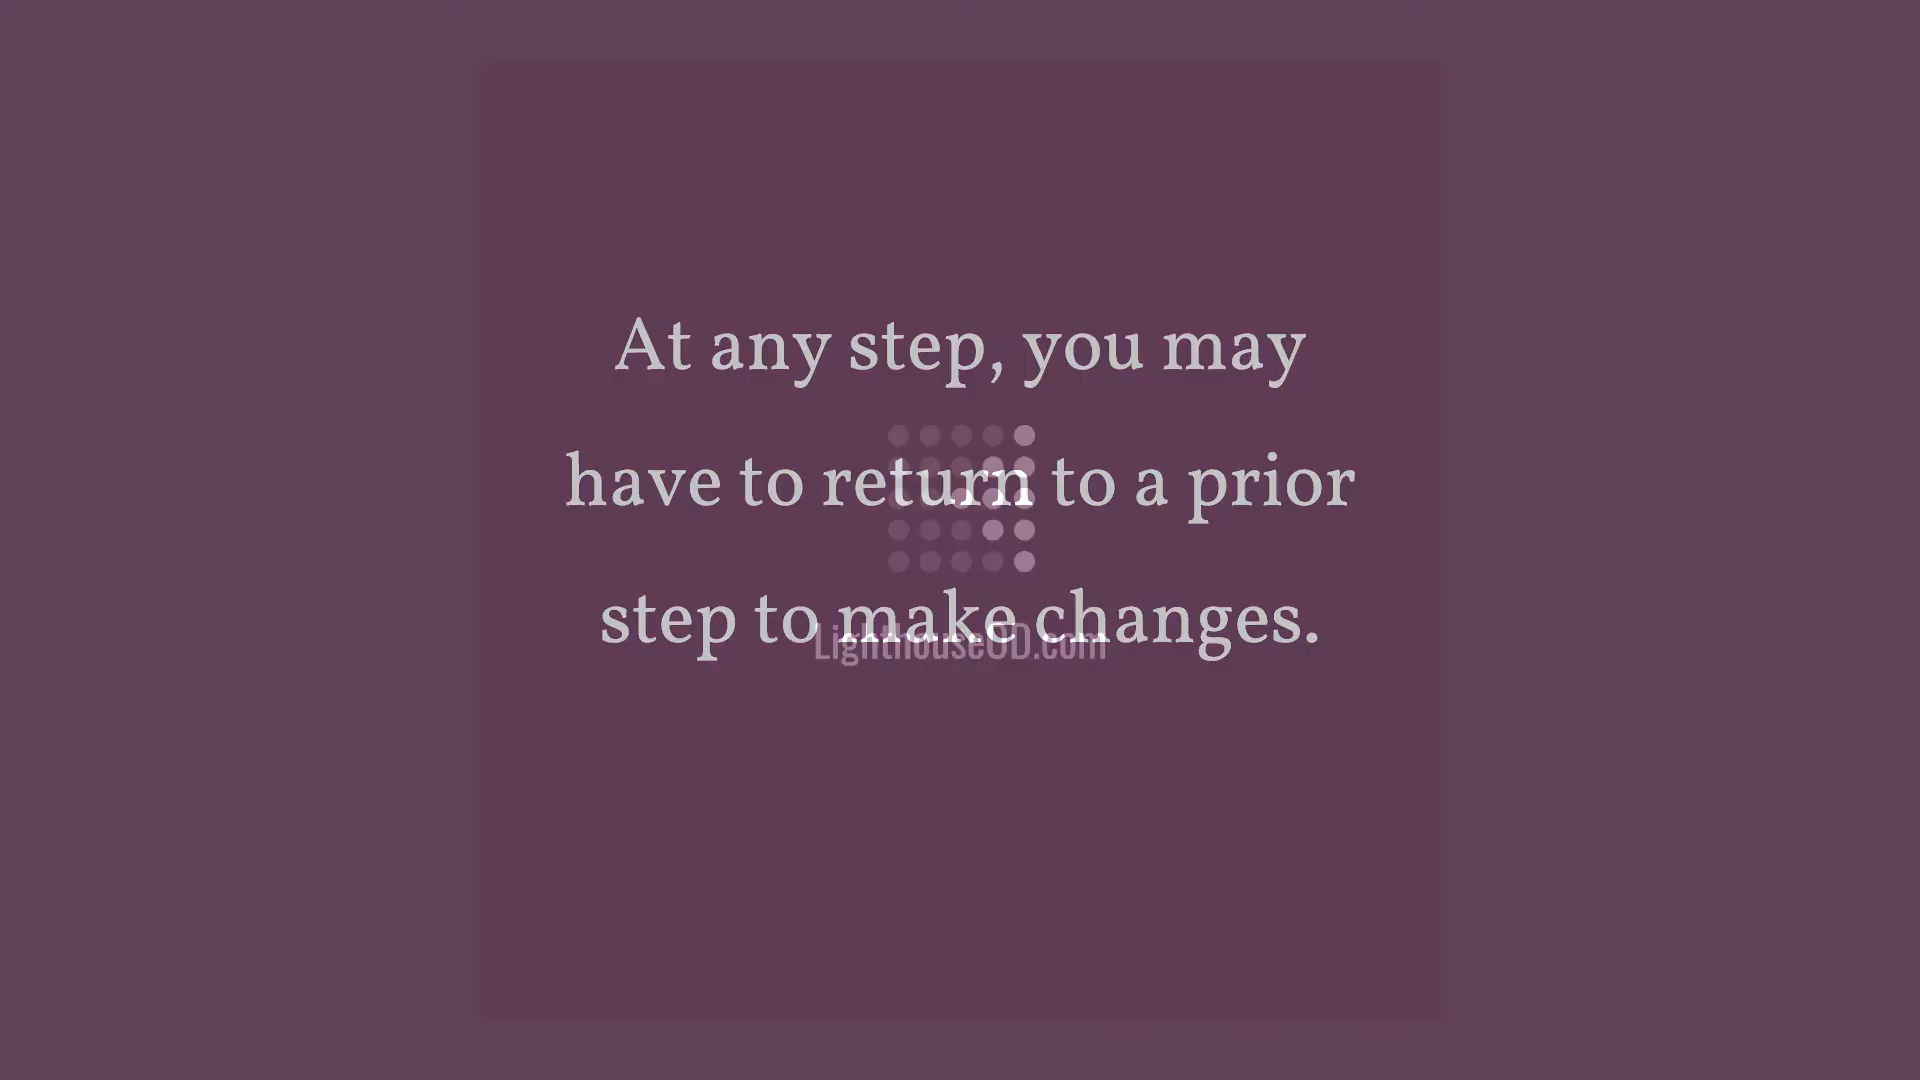 At any step, you may
have to return to a prior
step to make changes.
LighthouseOD.com